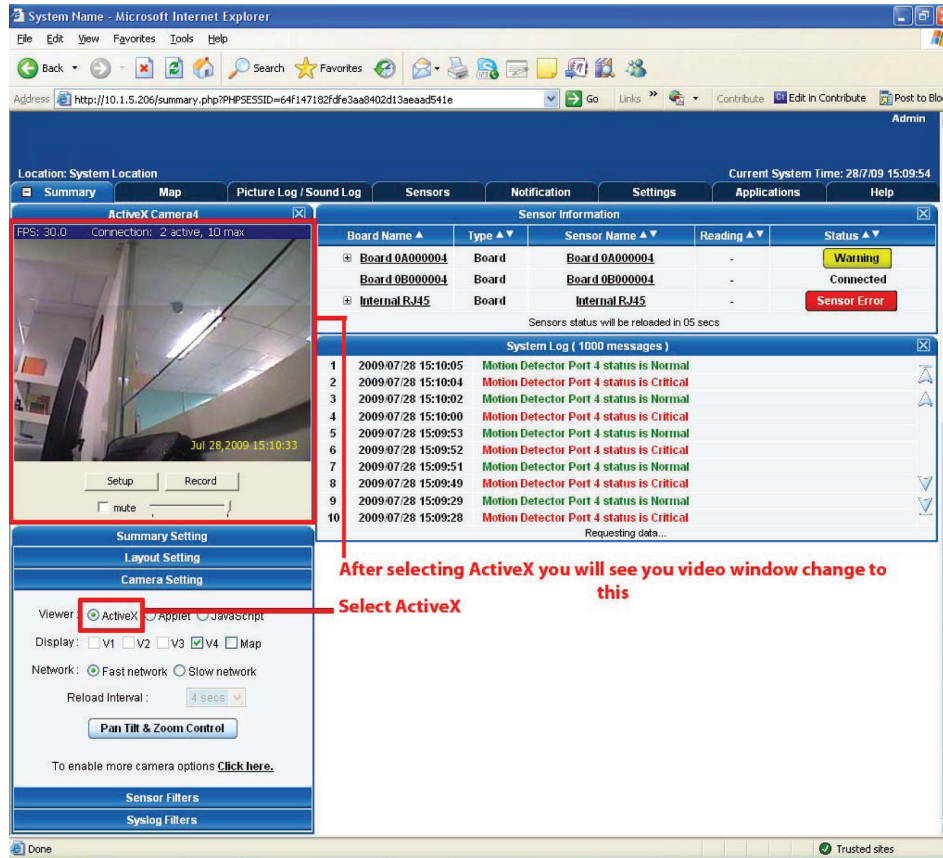 System Name - Microsoft Internet Explorer
File Edit View Favorites Tools Help
Back Search Favorites
Address http://10.1.5.206/summary.php?PHPSESSID=64f147182fdfe3aa8402d13aeaad541e Go Links » Contribute Edit in Contribute Post to Blo
Admin
Location: System Location Current System Time: 28/7/09 15:09:54
Summary Map Picture Log / Sound Log Sensors Notification Settings Applications Help
ActiveX Camera4
FPS: 30.0 Connection: 2 active, 10 max
Jul 28,2009 15:10:33
Setup Record
mute
Sensor Information
Board Name ▲ Type ▲▼ Sensor Name ▲▼ Reading ▲▼ Status ▲▼
Board 0A000004 Board Board 0A000004 - Warning
Board 0B000004 Board Board 0B000004 - Connected
Internal RJ45 Board Internal RJ45 - Sensor Error
Sensors status will be reloaded in 05 secs
System Log ( 1000 messages )
1 2009/07/28 15:10:05 Motion Detector Port 4 status is Normal
2 2009/07/28 15:10:04 Motion Detector Port 4 status is Critical
3 2009/07/28 15:10:02 Motion Detector Port 4 status is Normal
4 2009/07/28 15:10:00 Motion Detector Port 4 status is Critical
5 2009/07/28 15:09:53 Motion Detector Port 4 status is Normal
6 2009/07/28 15:09:52 Motion Detector Port 4 status is Critical
7 2009/07/28 15:09:51 Motion Detector Port 4 status is Normal
8 2009/07/28 15:09:49 Motion Detector Port 4 status is Critical
9 2009/07/28 15:09:29 Motion Detector Port 4 status is Normal
10 2009/07/28 15:09:28 Motion Detector Port 4 status is Critical
Requesting data...
After selecting ActiveX you will see you video window change to
this
Select ActiveX
Summary Setting
Layout Setting
Camera Setting
Viewer : ActiveX Applet JavaScript
Display : V1 V2 V3 V4 Map
Network : Fast network Slow network
Reload Interval : 4 secs
Pan Tilt & Zoom Control
To enable more camera options Click here.
Sensor Filters
Syslog Filters
Done Trusted sites